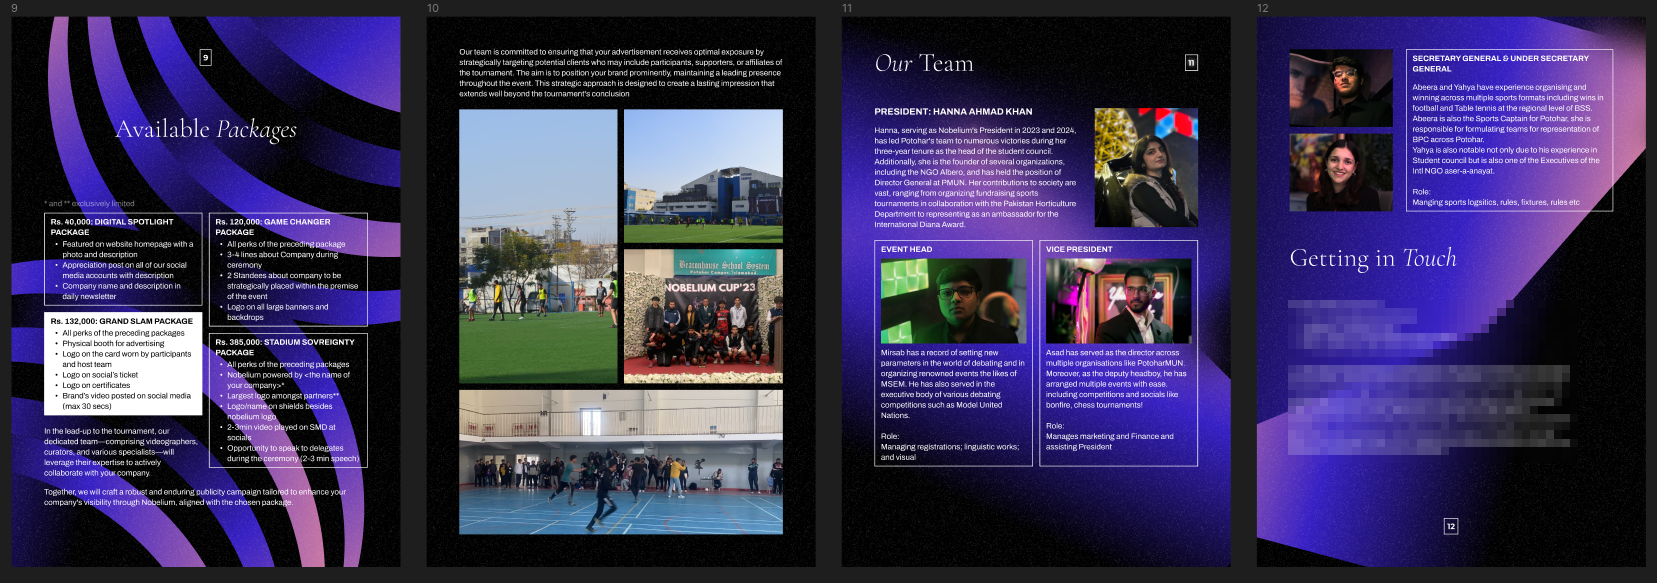 9
10
11
12
9
Available Packages
* and ** exclusively limited
Rs. 40,000: DIGITAL SPOTLIGHT
PACKAGE
• Featured on website homepage with a
photo and description
• Appreciation post on all of our social
media accounts with description
• Company name and description in
daily newsletter
Rs. 120,000: GAME CHANGER
PACKAGE
• All perks of the preceding package
• 3-4 lines about Company during
ceremony
• 2 Standees about company to be
strategically placed within the premise
of the event
• Logo on all large banners and
backdrops
Rs. 132,000: GRAND SLAM PACKAGE
• All perks of the preceding packages
• Physical booth for advertising
• Logo on the card worn by participants
and host team
• Logo on social's ticket
• Logo on certificates
• Brand's video posted on social media
(max 30 secs)
Rs. 385,000: STADIUM SOVREIGNTY
PACKAGE
• All perks of the preceding packages
• Nobelium powered by <the name of
your company>*
• Largest logo amongst partners**
• Logo/name on shields besides
nobelium logo
• 2-3min video played on SMD at
socials
• Opportunity to speak to delegates
during the ceremony (2-3 min speech)
In the lead-up to the tournament, our
dedicated team—comprising videographers,
curators, and various specialists—will
leverage their expertise to actively
collaborate with your company.
Together, we will craft a robust and enduring publicity campaign tailored to enhance your
company's visibility through Nobelium, aligned with the chosen package.
Our team is committed to ensuring that your advertisement receives optimal exposure by
strategically targeting potential clients who may include participants, supporters, or affiliates of
the tournament. The aim is to position your brand prominently, maintaining a leading presence
throughout the event. This strategic approach is designed to create a lasting impression that
extends well beyond the tournament's conclusion
Beaconhouse School System
Potohar Campus, Islamabad.
NOBELIUM CUP'23
Our Team
11
PRESIDENT: HANNA AHMAD KHAN
Hanna, serving as Nobelium's President in 2023 and 2024,
has led Potohar's team to numerous victories during her
three-year tenure as the head of the student council.
Additionally, she is the founder of several organizations,
including the NGO Albero, and has held the position of
Director General at PMUN. Her contributions to society are
vast, ranging from organizing fundraising sports
tournaments in collaboration with the Pakistan Horticulture
Department to representing as an ambassador for the
International Diana Award.
EVENT HEAD
Mirsab has a record of setting new
parameters in the world of debating and in
organizing renowned events the likes of
MSEM. He has also served in the
executive body of various debating
competitions such as Model United
Nations.
Role:
Managing registrations; linguistic works;
and visual
VICE PRESIDENT
Asad has served as the director across
multiple organisations like PotoharMUN.
Moreover, as the deputy headboy, he has
arranged multiple events with ease.
including competitions and socials like
bonfire, chess tournaments!
Role:
Manages marketing and Finance and
assisting President
SECRETARY GENERAL & UNDER SECRETARY
GENERAL
Abeera and Yahya have experience organising and
winning across multiple sports formats including wins in
football and Table tennis at the regional level of BSS.
Abeera is also the Sports Captain for Potohar, she is
responsible for formulating teams for representation of
BPC across Potohar.
Yahya is also notable not only due to his experience in
Student council but is also one of the Executives of the
Intl NGO aser-a-anayat.
Role:
Manging sports logsitics, rules, fixtures, rules etc
Getting in Touch
12